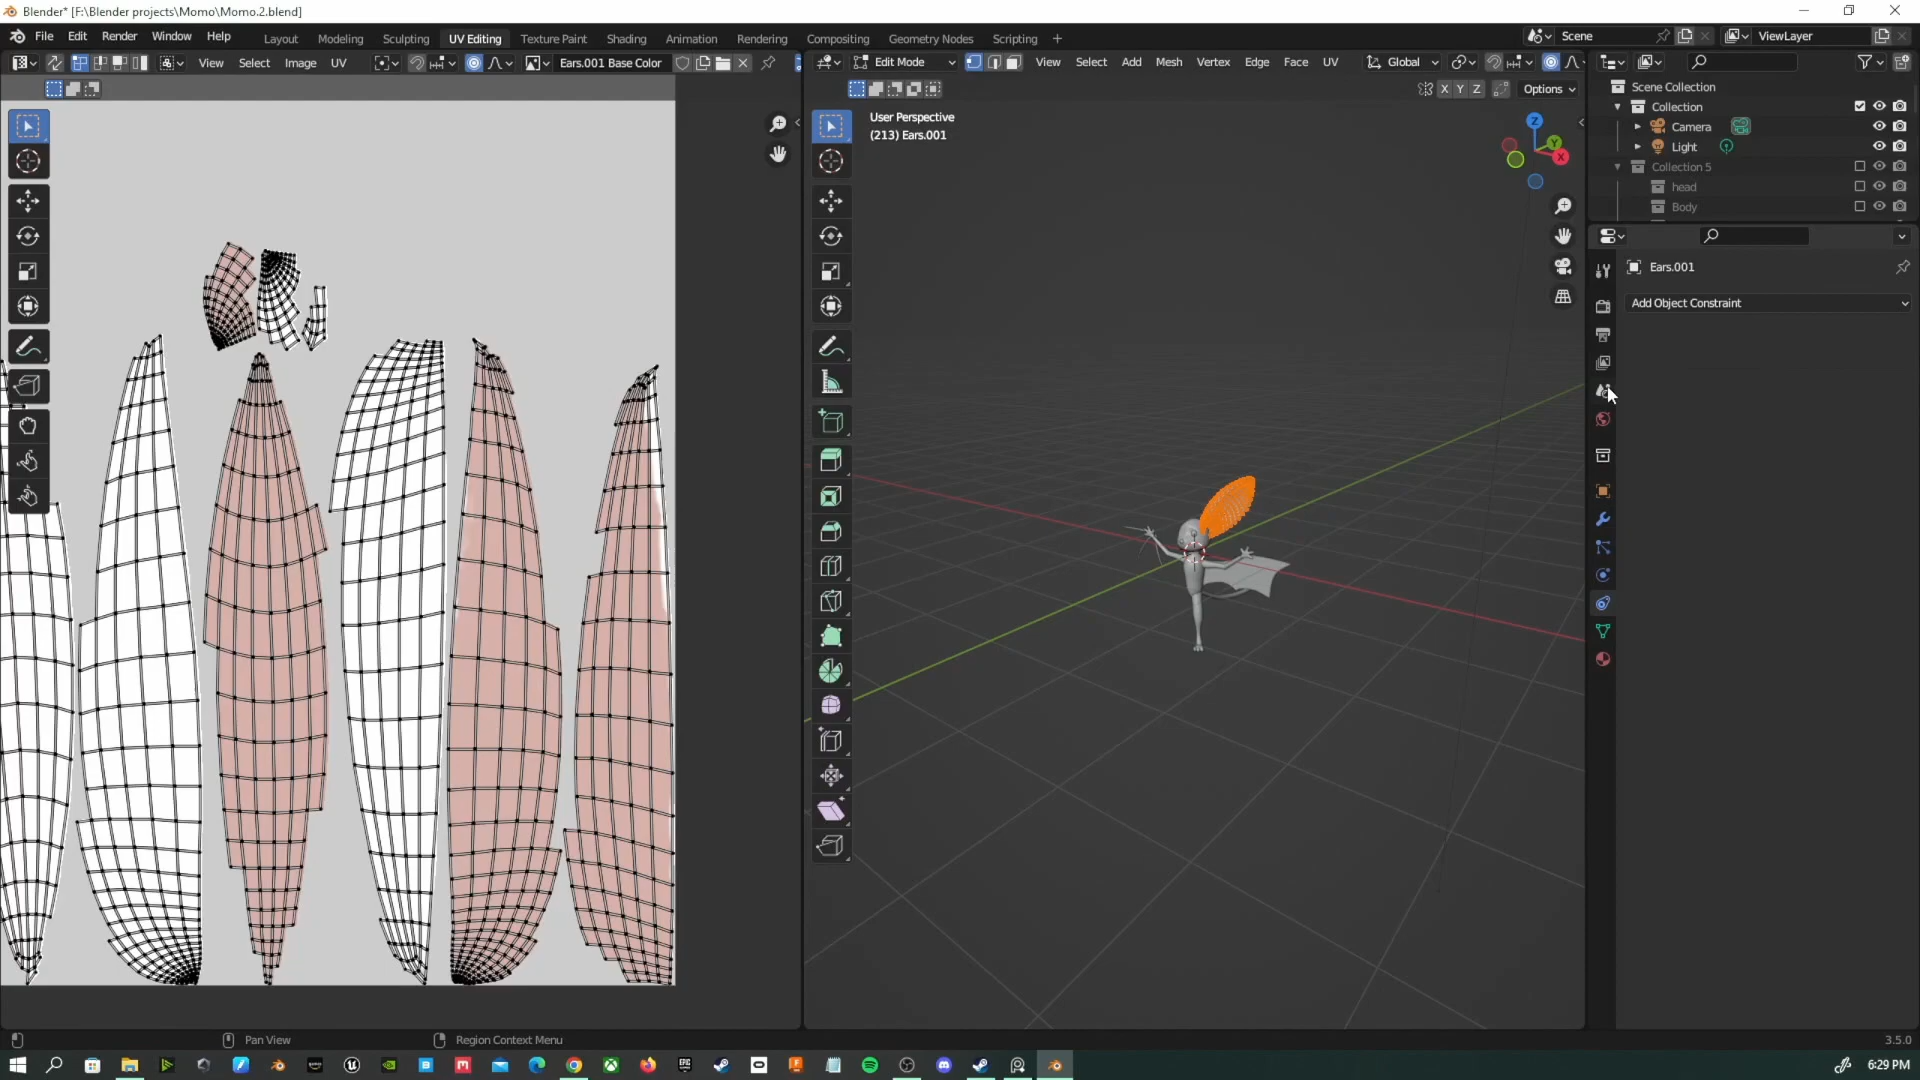 Blender* [F:\Blender projects\Momo\Momo.2.blend]
File Edit Render Window Help Layout Modeling Sculpting UV Editing Texture Paint Shading Animation Rendering Compositing Geometry Nodes Scripting + Scene ViewLayer
View Select Image UV Ears.001 Base Color Edit Mode View Select Add Mesh Vertex Edge Face UV Global
X Y Z Options
Scene Collection
Collection
Camera
Light
Collection 5
head
Body
User Perspective
(213) Ears.001
Z
Y
X
Ears.001
Add Object Constraint
Pan View Region Context Menu 3.5.0
6:29 PM